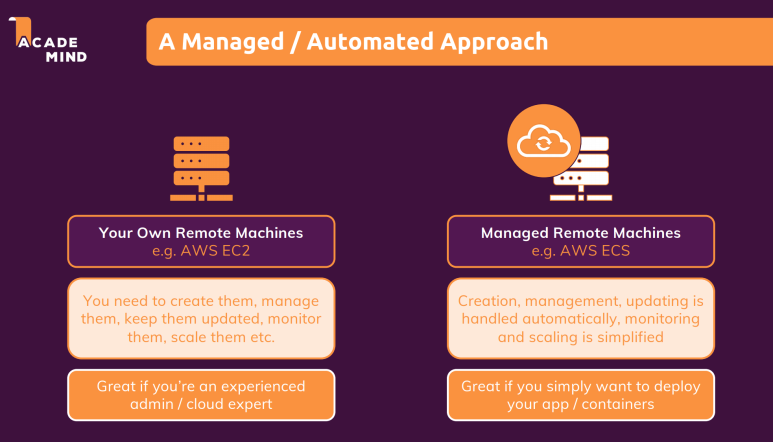 ACADE
MIND
A Managed / Automated Approach
Your Own Remote Machines
e.g. AWS EC2
You need to create them, manage
them, keep them updated, monitor
them, scale them etc.
Great if you're an experienced
admin / cloud expert
Managed Remote Machines
e.g. AWS ECS
Creation, management, updating is
handled automatically, monitoring
and scaling is simplified
Great if you simply want to deploy
your app / containers